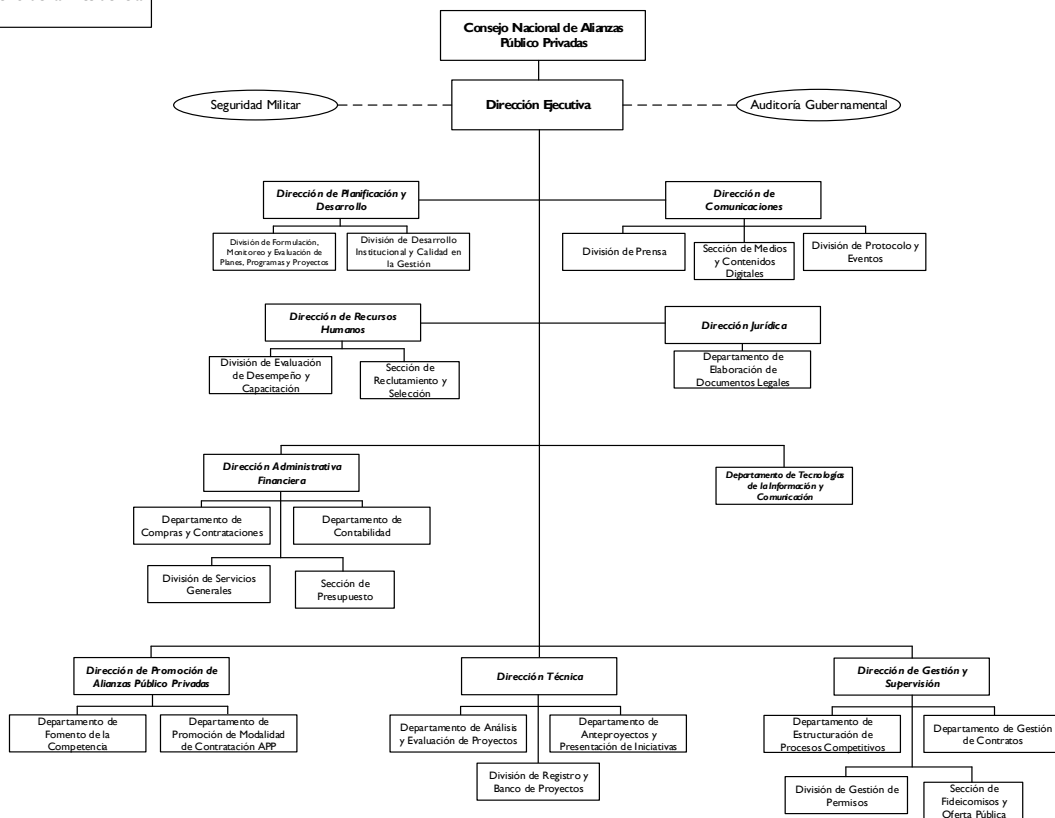 Consejo Nacional de Alianzas
Público Privadas
Seguridad Militar
Dirección Ejecutiva
Auditoría Gubernamental
Dirección de Planificación y
Desarrollo
Dirección de
Comunicaciones
División de Formulación,
Monitoreo y Evaluación de
Planes, Programas y Proyectos
División de Desarrollo
Institucional y Calidad en
la Gestión
División de Prensa
Sección de Medios
y Contenidos
Digitales
División de Protocolo y
Eventos
Dirección de Recursos
Humanos
Dirección Jurídica
División de Evaluación
de Desempeño y
Capacitación
Sección de
Reclutamiento y
Selección
Departamento de
Elaboración de
Documentos Legales
Dirección Administrativa
Financiera
Departamento de Tecnologías
de la Información y
Comunicación
Departamento de
Compras y Contrataciones
Departamento de
Contabilidad
División de Servicios
Generales
Sección de
Presupuesto
Dirección de Promoción de
Alianzas Público Privadas
Dirección Técnica
Dirección de Gestión y
Supervisión
Departamento de
Fomento de la
Competencia
Departamento de
Promoción de Modalidad
de Contratación APP
Departamento de Análisis
y Evaluación de Proyectos
Departamento de
Anteproyectos y
Presentación de Iniciativas
Departamento de
Estructuración de
Procesos Competitivos
Departamento de Gestión
de Contratos
División de Registro y
Banco de Proyectos
División de Gestión de
Permisos
Sección de
Fideicomisos y
Oferta Pública